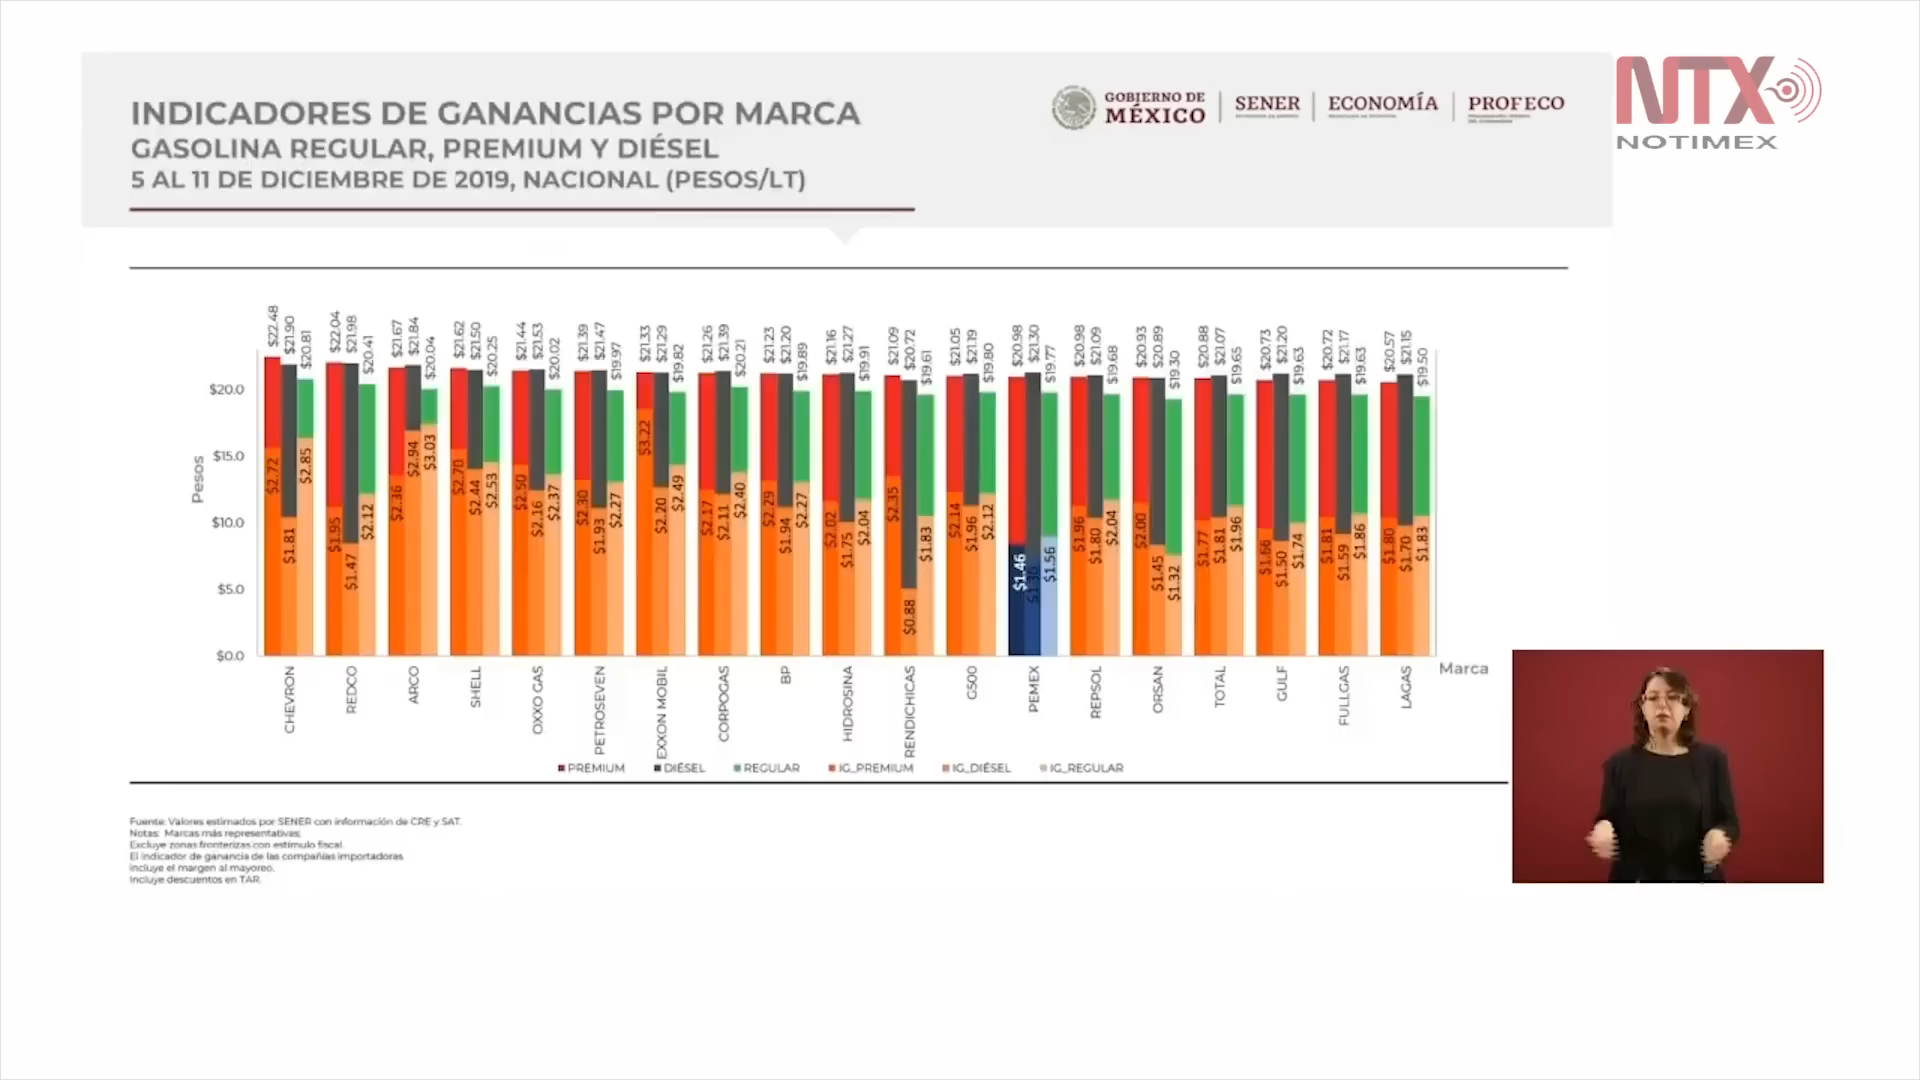 INDICADORES DE GANANCIAS POR MARCA
GASOLINA REGULAR, PREMIUM Y DIÉSEL
5 AL 11 DE DICIEMBRE DE 2019, NACIONAL (PESOS/LT)
GOBIERNO DE
MÉXICO
SENER
ECONOMÍA
PROFECO
NTX
NOTIMEX
$22.48 $21.90 $20.81 $22.04 $21.98 $20.41 $21.67 $21.84 $20.04 $21.62 $21.50 $20.25 $21.44 $21.53 $20.02 $21.39 $21.47 $19.97 $21.33 $21.29 $19.82 $21.26 $21.39 $20.21 $21.23 $21.20 $19.89 $21.16 $21.27 $19.91 $21.09 $20.72 $19.61 $21.05 $21.19 $19.80 $20.98 $21.30 $19.77 $20.98 $21.09 $19.68 $20.93 $20.89 $19.30 $20.88 $21.07 $19.65 $20.73 $21.20 $19.63 $20.72 $21.17 $19.63 $20.57 $21.15 $19.50
$20.0
$15.0
$10.0
$5.0
$0.0
Pesos
$2.72 $1.81 $2.85 $1.95 $1.47 $2.12 $2.36 $2.94 $3.03 $2.70 $2.44 $2.53 $2.50 $2.16 $2.37 $2.30 $1.93 $2.27 $3.22 $2.20 $2.49 $2.17 $2.11 $2.40 $2.29 $1.94 $2.27 $2.02 $1.75 $2.04 $2.35 $0.88 $1.83 $2.14 $1.96 $2.12 $1.46 $1.56 $1.96 $1.80 $2.04 $2.00 $1.45 $1.32 $1.77 $1.81 $1.96 $1.66 $1.50 $1.74 $1.81 $1.59 $1.86 $1.80 $1.70 $1.83
CHEVRON REDCO ARCO SHELL OXXO GAS PETROSEVEN EXXON MOBIL CORPOGAS BP HIDROSINA RENDICHICAS G500 PEMEX REPSOL ORSAN TOTAL GULF FULLGAS LAGAS
Marca
PREMIUM DIÉSEL REGULAR IG_PREMIUM IG_DIÉSEL IG_REGULAR
Fuente: Valores estimados por SENER con información de CRE y SAT.
Notas: Marcas más representativas;
Excluye zonas fronterizas con estímulo fiscal.
El indicador de ganancia de las compañías importadoras
incluye el margen al mayoreo.
Incluye descuentos en TAR.